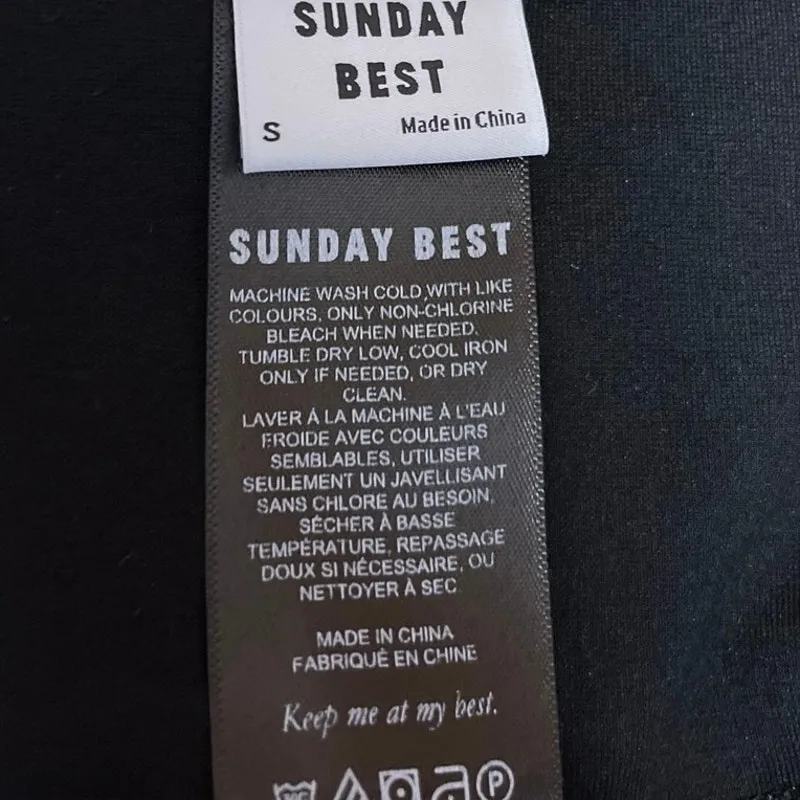 SUNDAY
BEST
S Made in China
SUNDAY BEST
MACHINE WASH COLD WITH LIKE
COLOURS, ONLY NON-CHLORINE
BLEACH WHEN NEEDED.
TUMBLE DRY LOW, COOL IRON
ONLY IF NEEDED, OR DRY
CLEAN.
LAVER À LA MACHINE À L'EAU
FROIDE AVEC COULEURS
SEMBLABLES, UTILISER
SEULEMENT UN JAVELLISANT
SANS CHLORE AU BESOIN,
SÉCHER À BASSE
TEMPÉRATURE, REPASSAGE
DOUX SI NÉCESSAIRE, OU
NETTOYER À SEC
MADE IN CHINA
FABRIQUÉ EN CHINE
Keep me at my best.
P